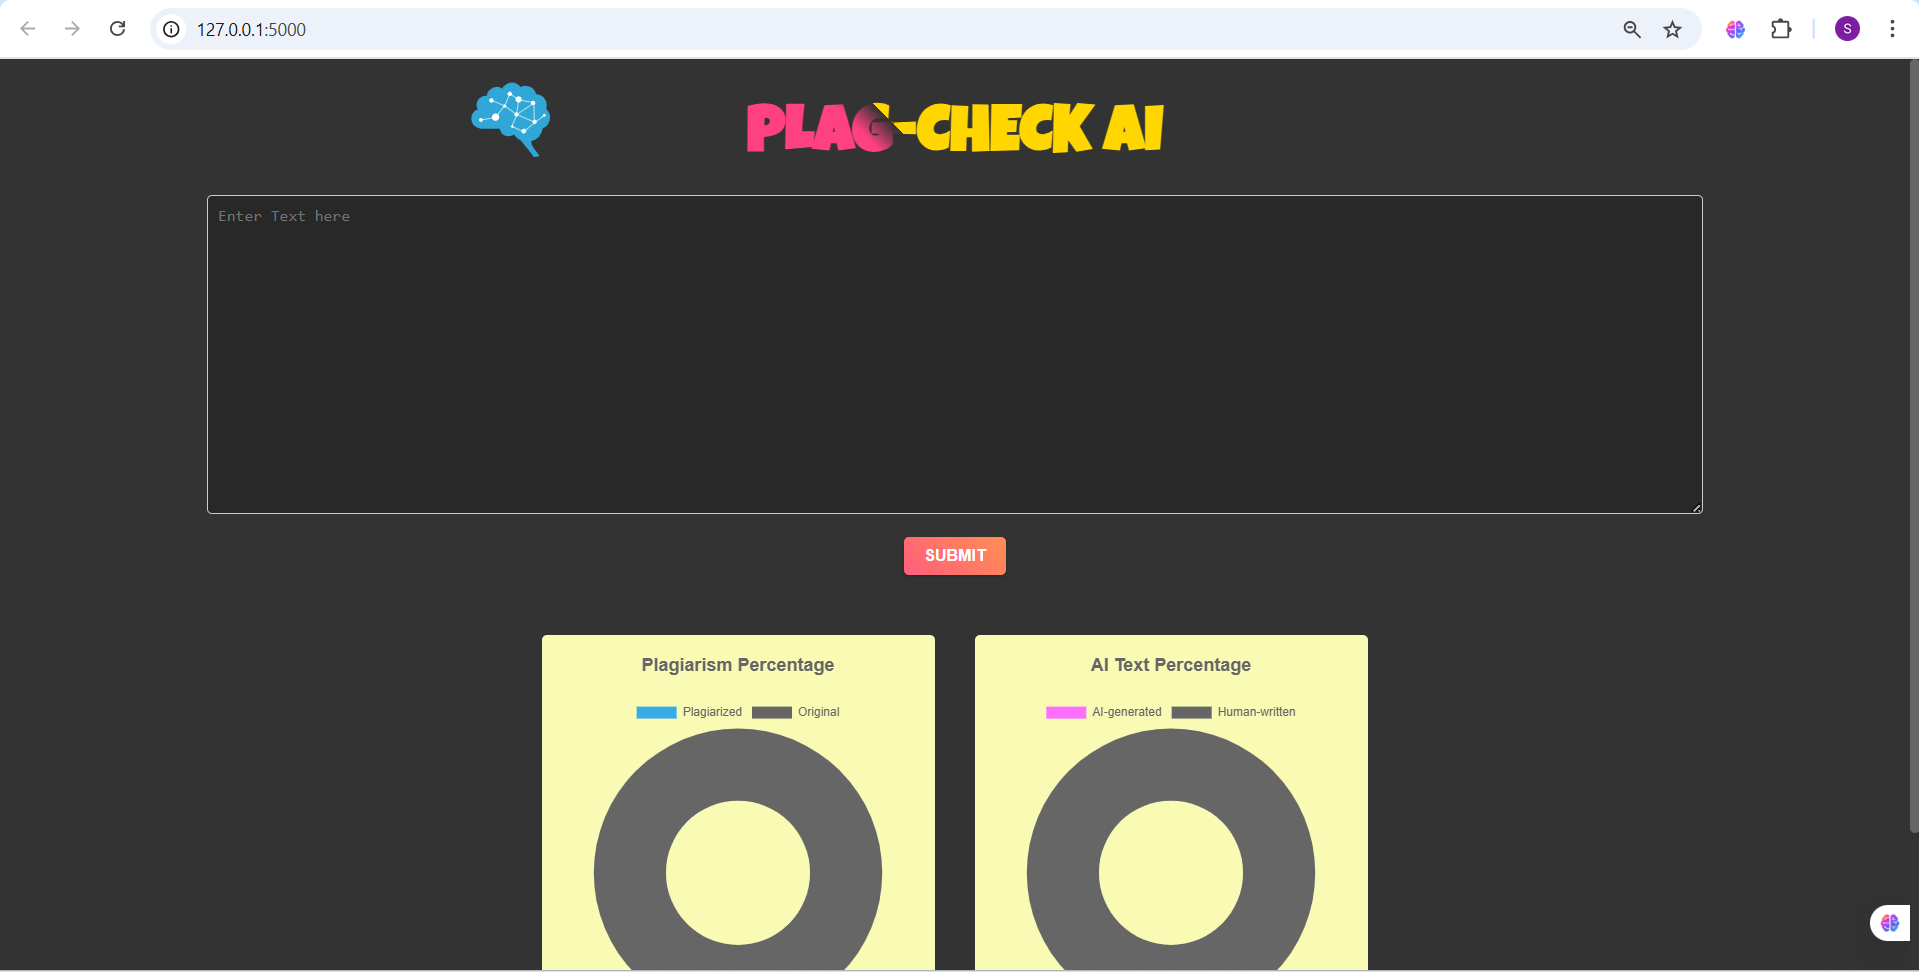 127.0.0.1:5000
S
PLAG-CHECK AI
Enter Text here
SUBMIT
Plagiarism Percentage
Plagiarized Original
AI Text Percentage
AI-generated Human-written